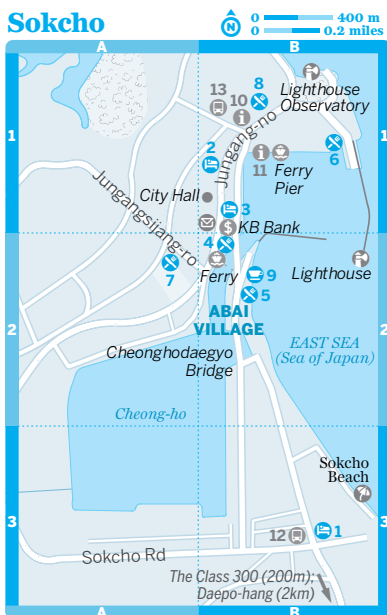 Sokcho
N
0 400 m
0 0.2 miles
A B
1 1
2 2
3 3
13
10
8
Lighthouse
Observatory
Jungang-no
2
11
Ferry
Pier
6
Jungangsijang-ro
City Hall
3
$
KB Bank
4
7
Ferry
9
5
Lighthouse
ABAI
VILLAGE
EAST SEA
(Sea of Japan)
Cheonghodaegyo
Bridge
Cheong-ho
Sokcho
Beach
12
1
Sokcho Rd
The Class 300 (200m);
Daepo-hang (2km)
A B